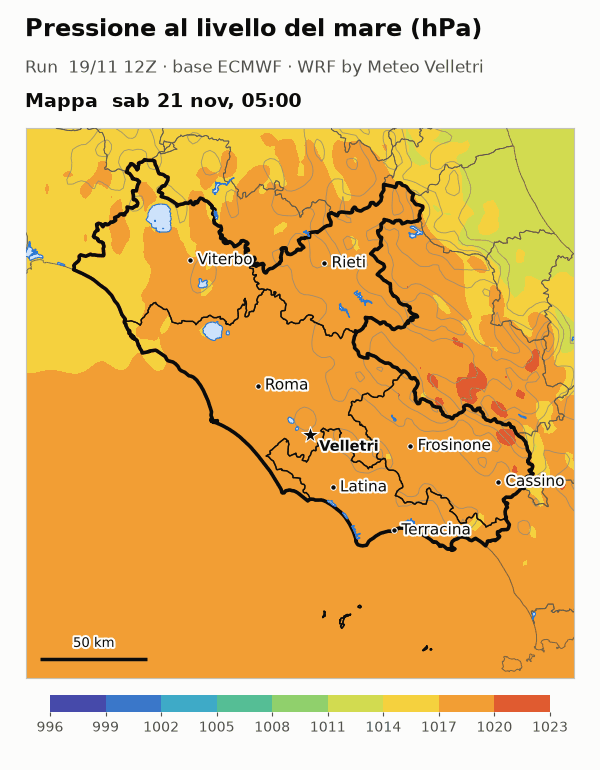 Pressione al livello del mare (hPa)
Run  19/11 12Z · base ECMWF · WRF by Meteo Velletri
Mappa  sab 21 nov, 05:00
Viterbo
Rieti
Roma
Velletri
Frosinone
Cassino
Latina
Terracina
50 km
996 999 1002 1005 1008 1011 1014 1017 1020 1023